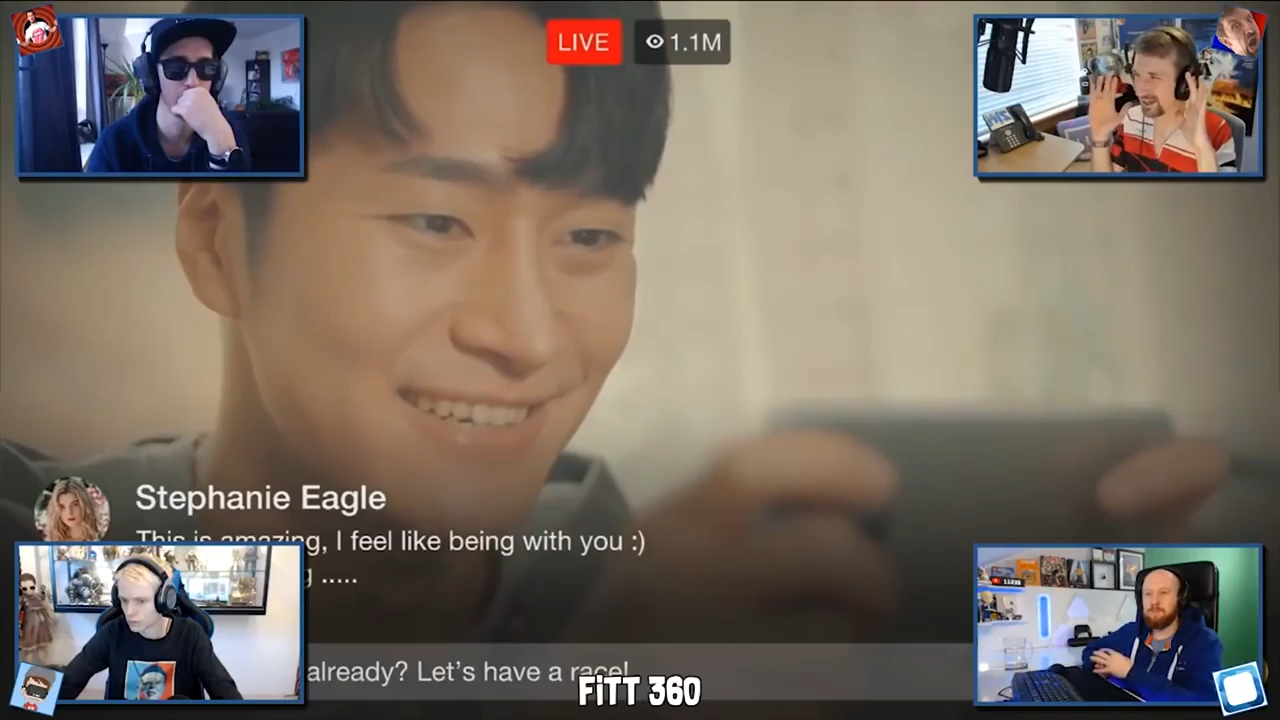 LIVE 1.1M
Stephanie Eagle
This is amazing, I feel like being with you :)
g .....
already? Let's have a race!
FiTT 360